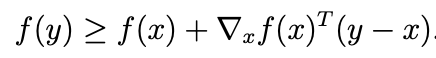 f(y) ≥ f(x) + ∇ₓf(x)ᵀ(y − x).